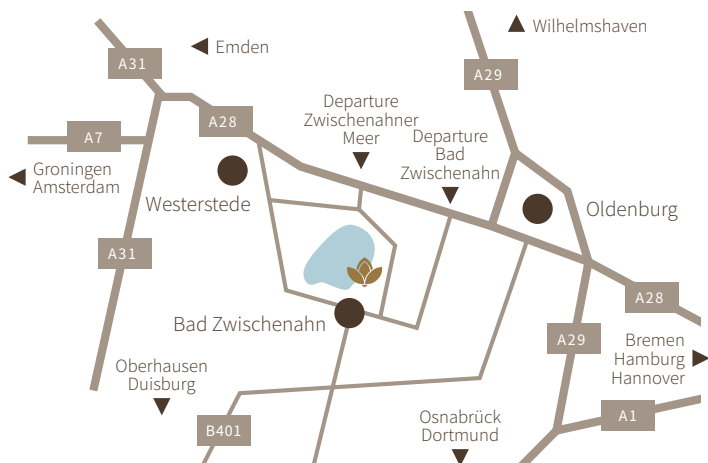 Wilhelmshaven
Emden
A31
A29
Departure
Zwischenahner
Meer
A28
Departure
Bad
Zwischenahn
A7
Groningen
Amsterdam
Westerstede
Oldenburg
A31
A28
Bad Zwischenahn
A29
Bremen
Hamburg
Hannover
Oberhausen
Duisburg
A1
Osnabrück
Dortmund
B401